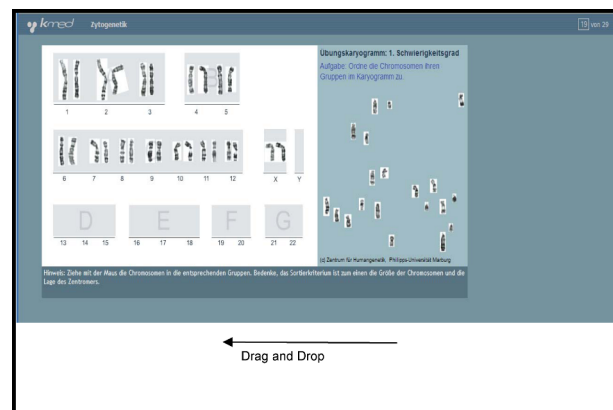 kmed Zytogenetik 19 von 29
Übungskaryogramm: 1. Schwierigkeitsgrad
Aufgabe: Ordne die Chromosomen ihren
Gruppen im Karyogramm zu.
1 2 3 4 5
6 7 8 9 10 11 12 X Y
D E F G
13 14 15 16 17 18 19 20 21 22
(c) Zentrum für Humangenetik, Philipps-Universität Marburg
Hinweis: Ziehe mit der Maus die Chromosomen in die entsprechenden Gruppen. Bedenke, das Sortierkriterium ist zum einen die Größe der Chromosomen und die
Lage des Zentromers.
Drag and Drop